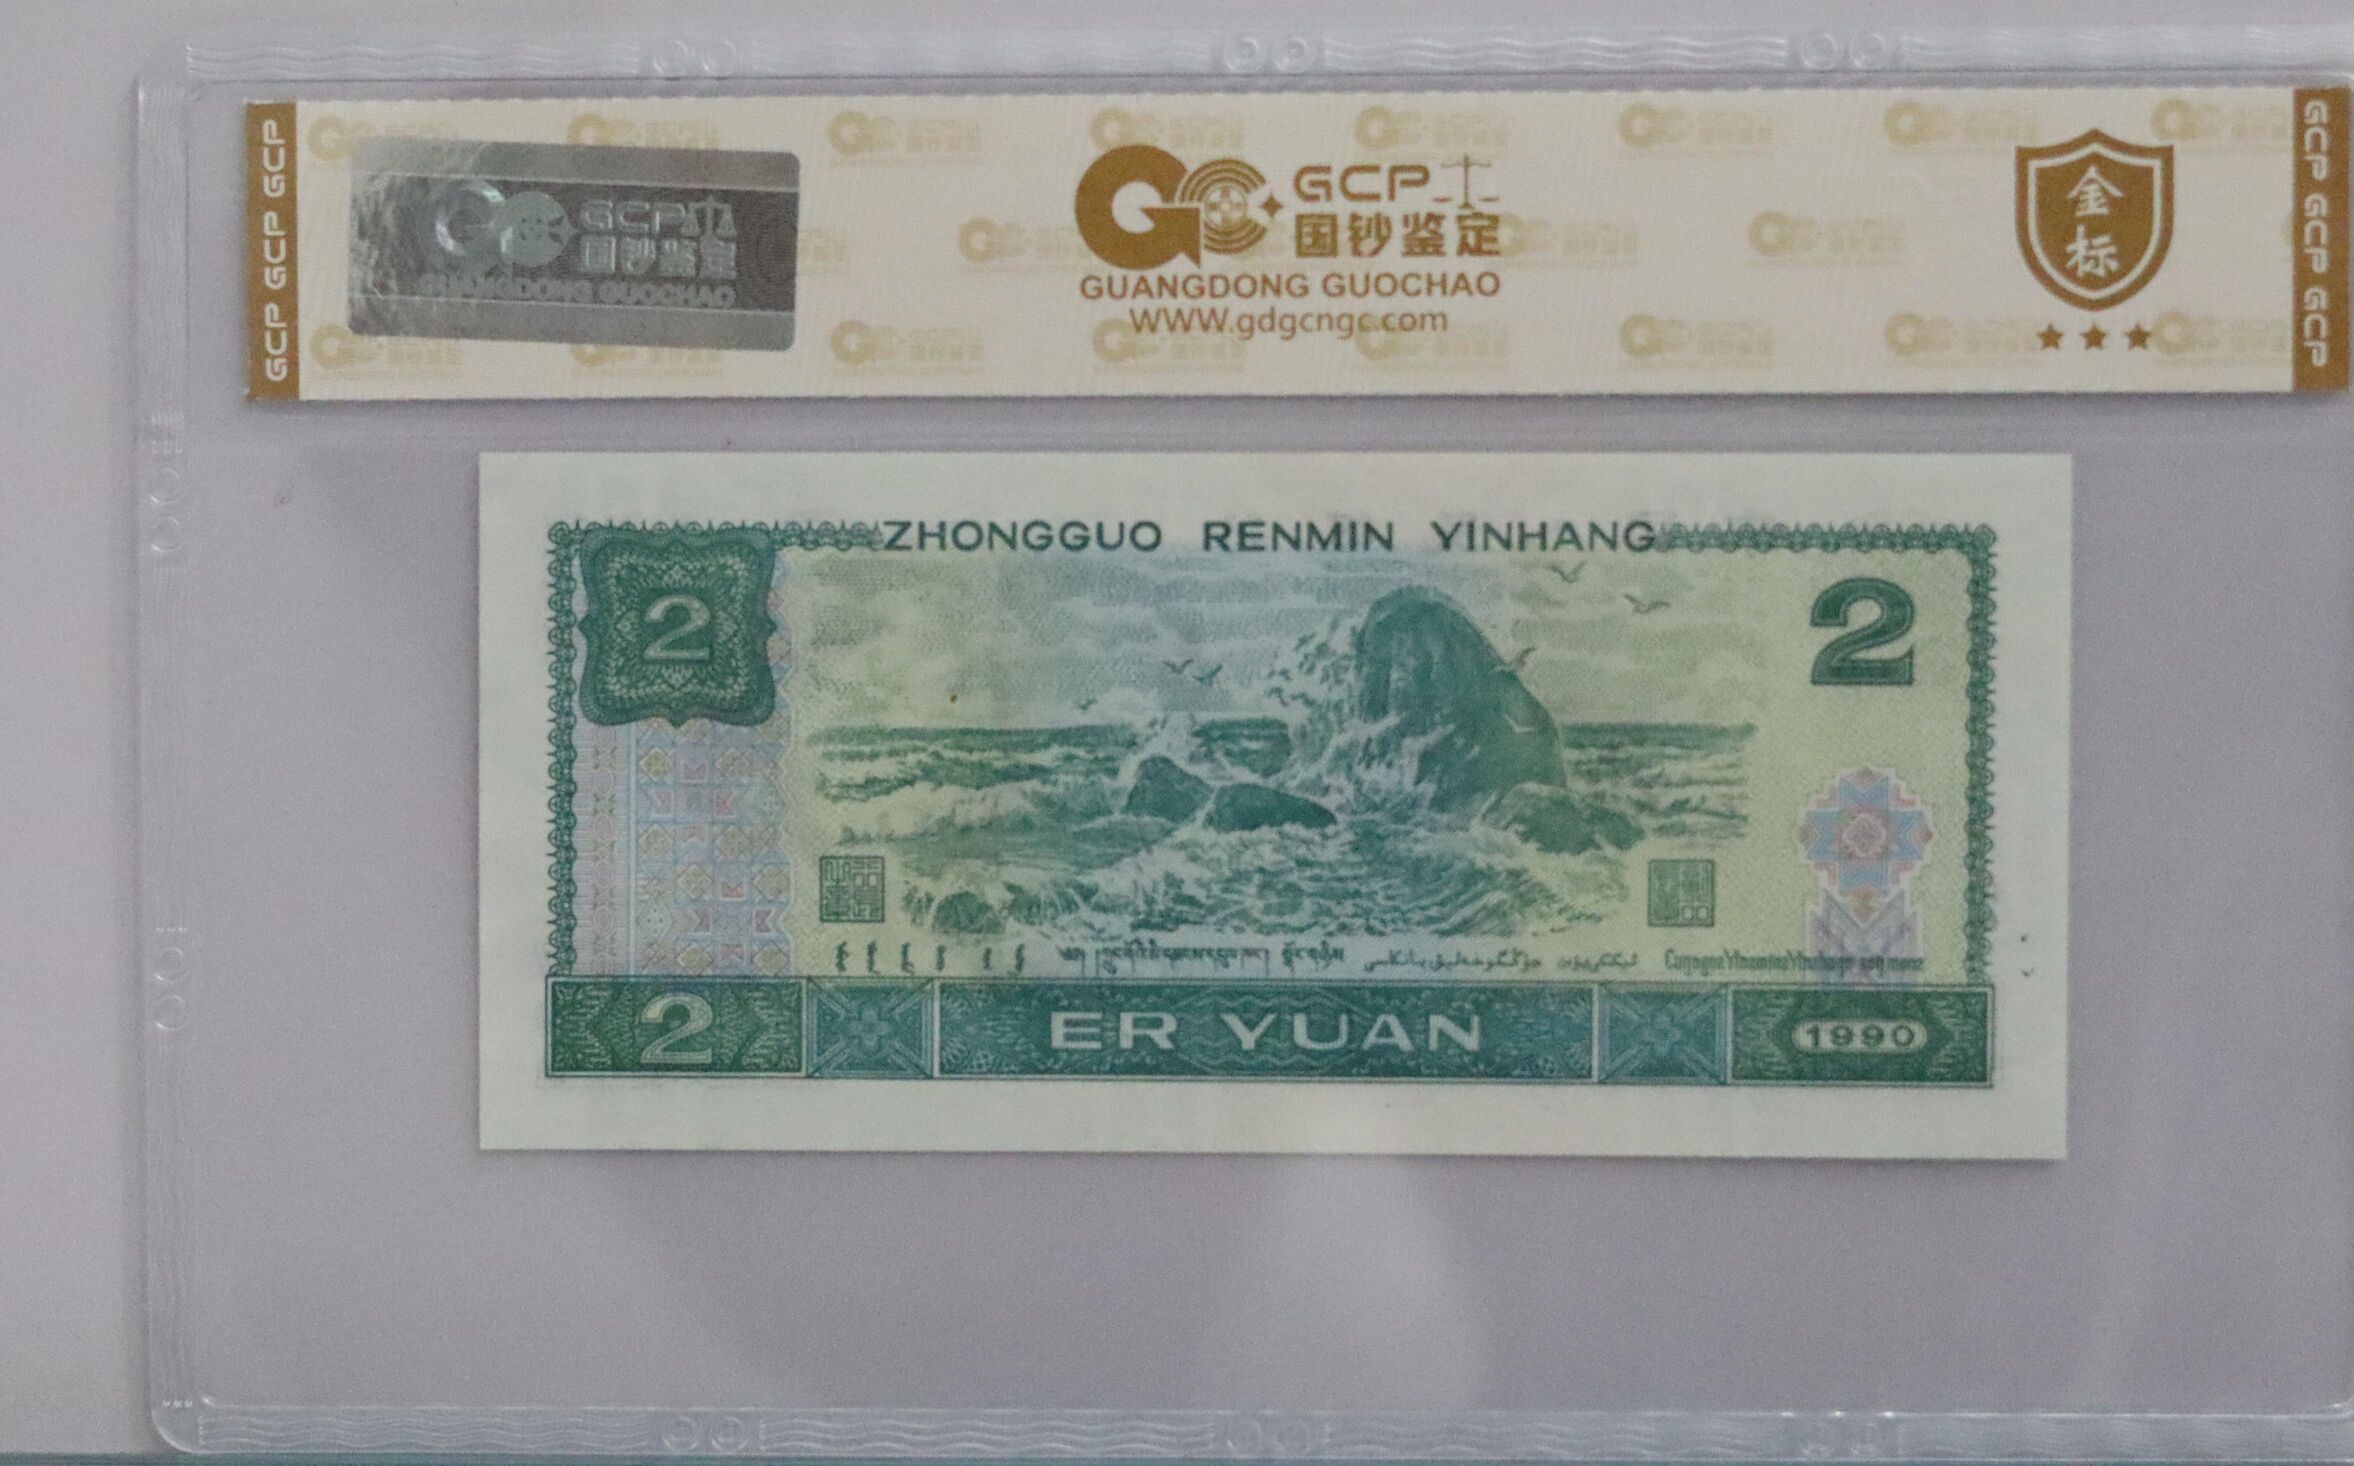 GCP GCP GCP
GCP
国钞鉴定
GUANGDONG GUOCHAO
GCP
国钞鉴定
GUANGDONG GUOCHAO
WWW.gdgcngc.com
金
标
GCP GCP GCP
ZHONGGUO RENMIN YINHANG
2
2
2
ER YUAN
1990